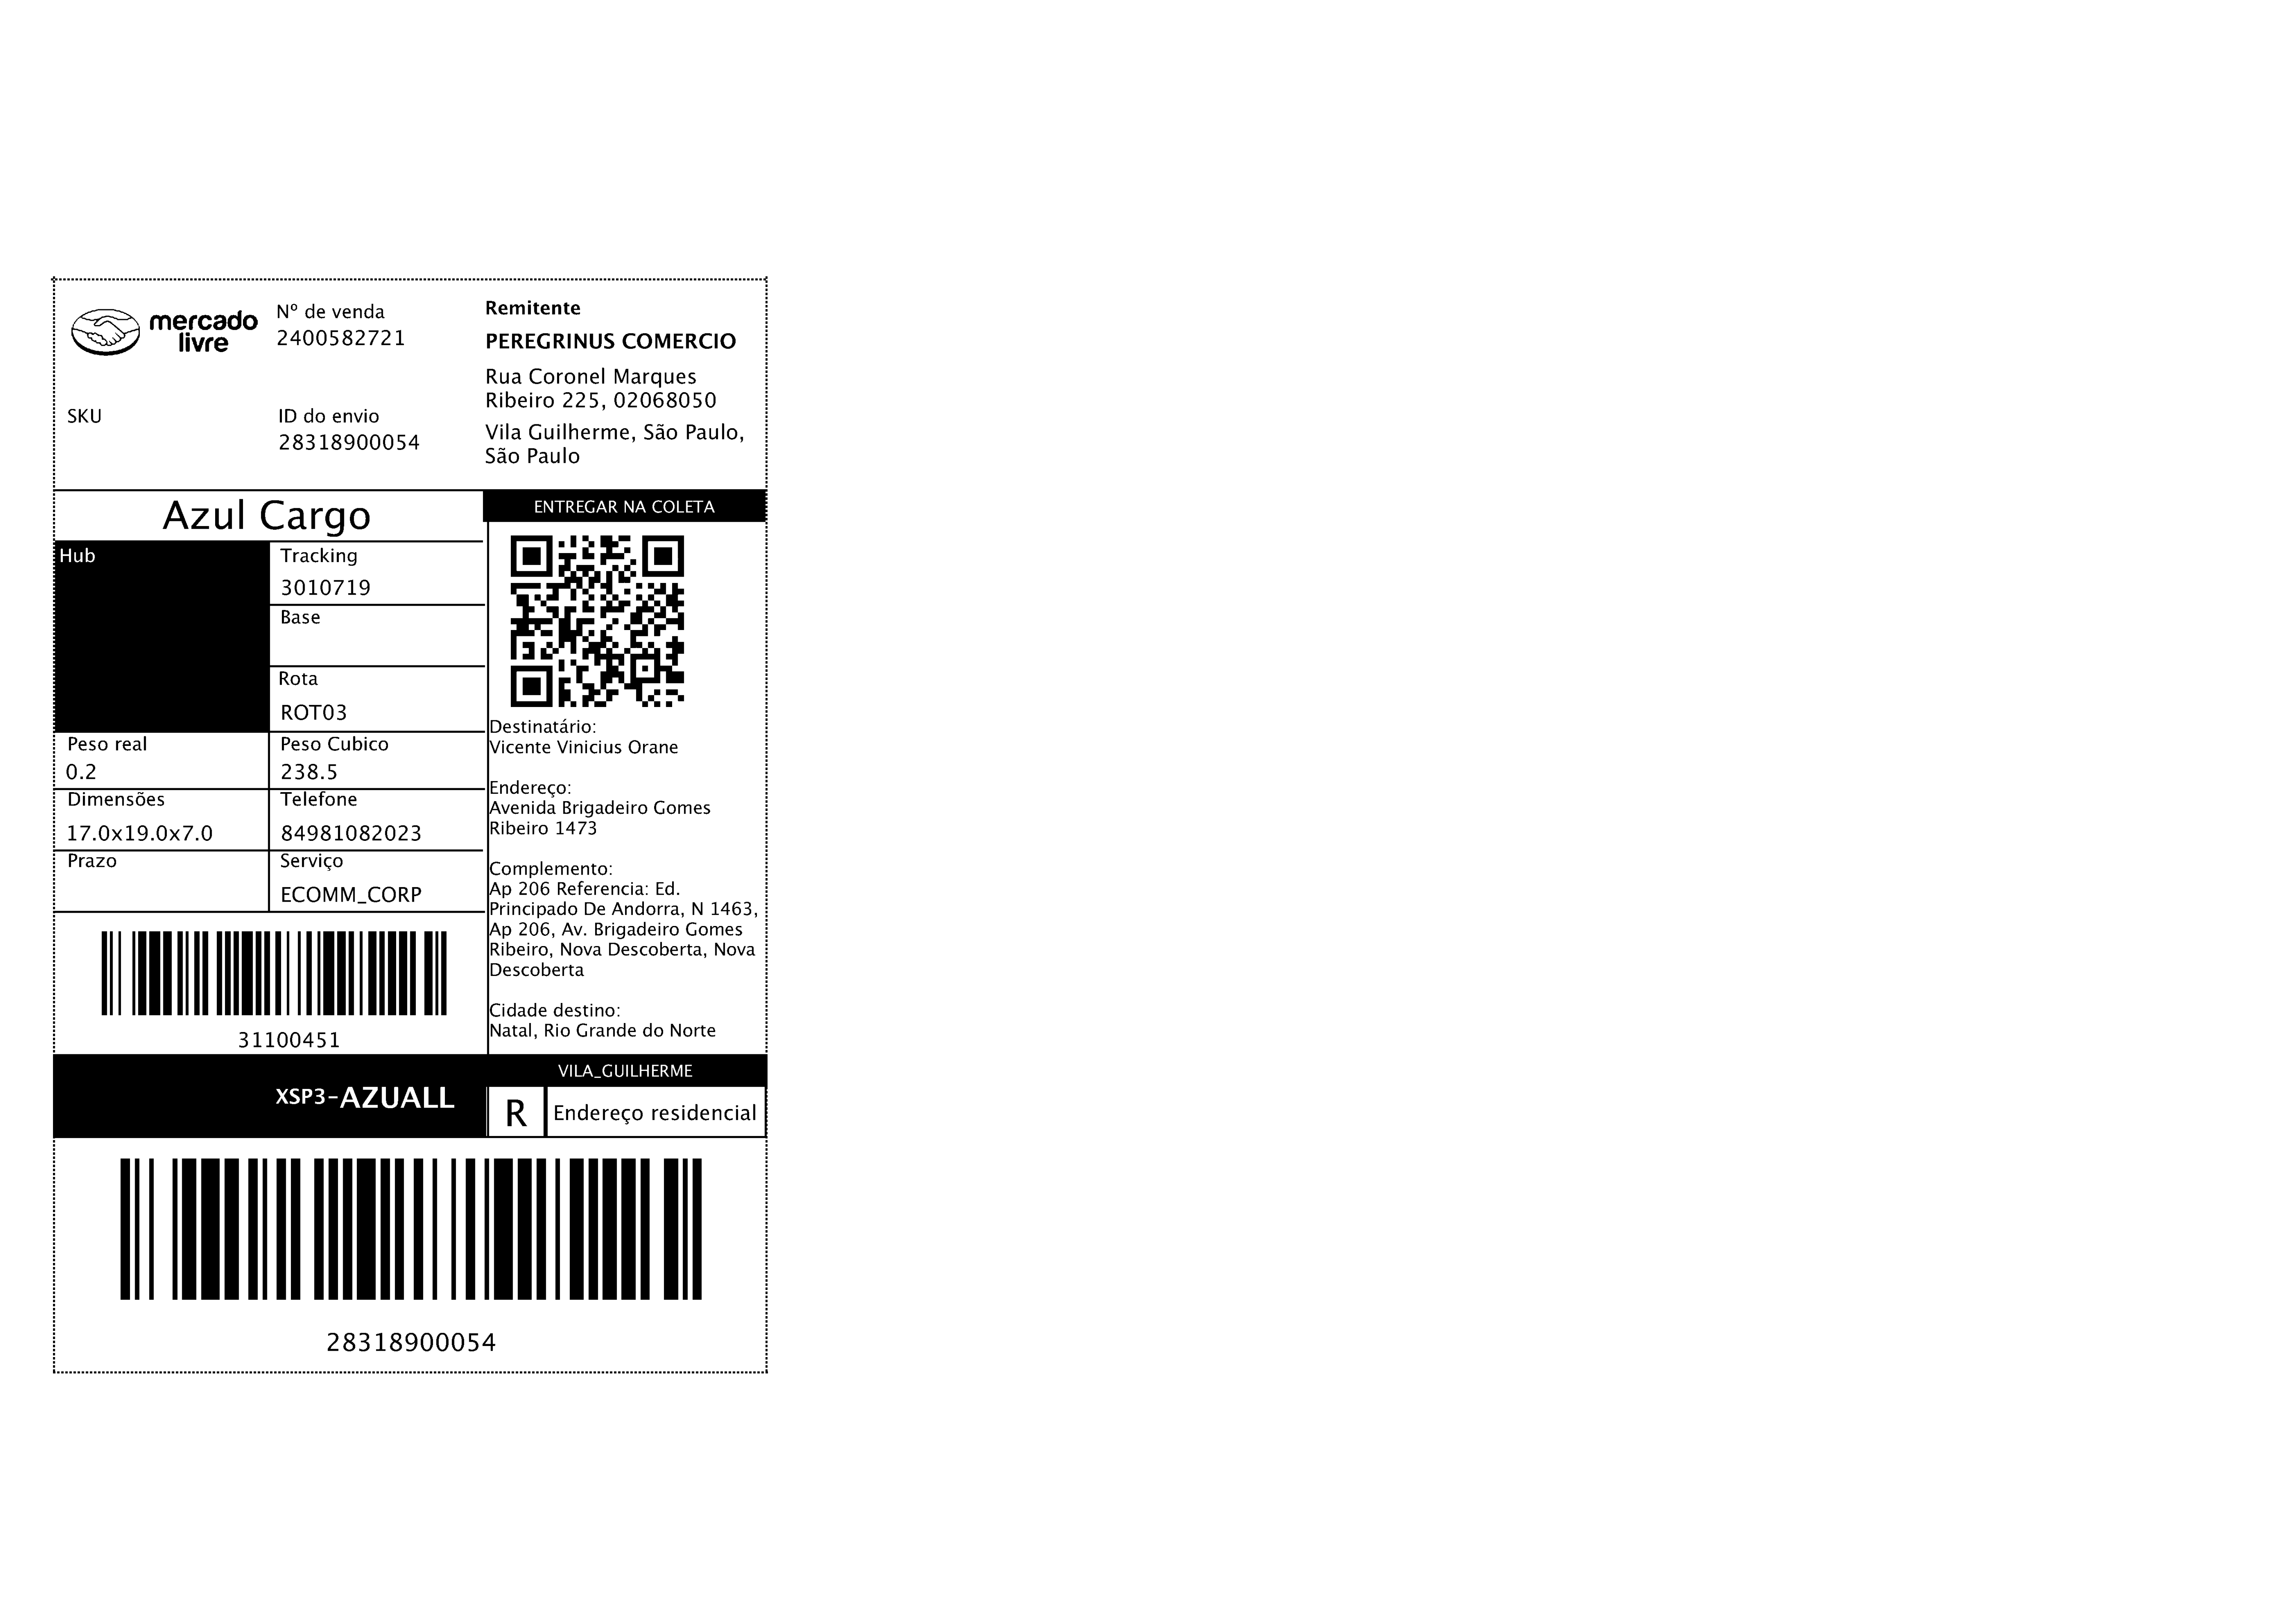 mercado
livre
Nº de venda
2400582721
SKU
ID do envio
28318900054
Remitente
PEREGRINUS COMERCIO
Rua Coronel Marques
Ribeiro 225, 02068050
Vila Guilherme, São Paulo,
São Paulo
Azul Cargo
Hub
Tracking
3010719
Base
Rota
ROT03
Peso real
0.2
Peso Cubico
238.5
Dimensões
17.0x19.0x7.0
Telefone
84981082023
Prazo
Serviço
ECOMM_CORP
31100451
ENTREGAR NA COLETA
Destinatário:
Vicente Vinicius Orane
Endereço:
Avenida Brigadeiro Gomes
Ribeiro 1473
Complemento:
Ap 206 Referencia: Ed.
Principado De Andorra, N 1463,
Ap 206, Av. Brigadeiro Gomes
Ribeiro, Nova Descoberta, Nova
Descoberta
Cidade destino:
Natal, Rio Grande do Norte
XSP3-AZUALL
VILA_GUILHERME
R
Endereço residencial
28318900054